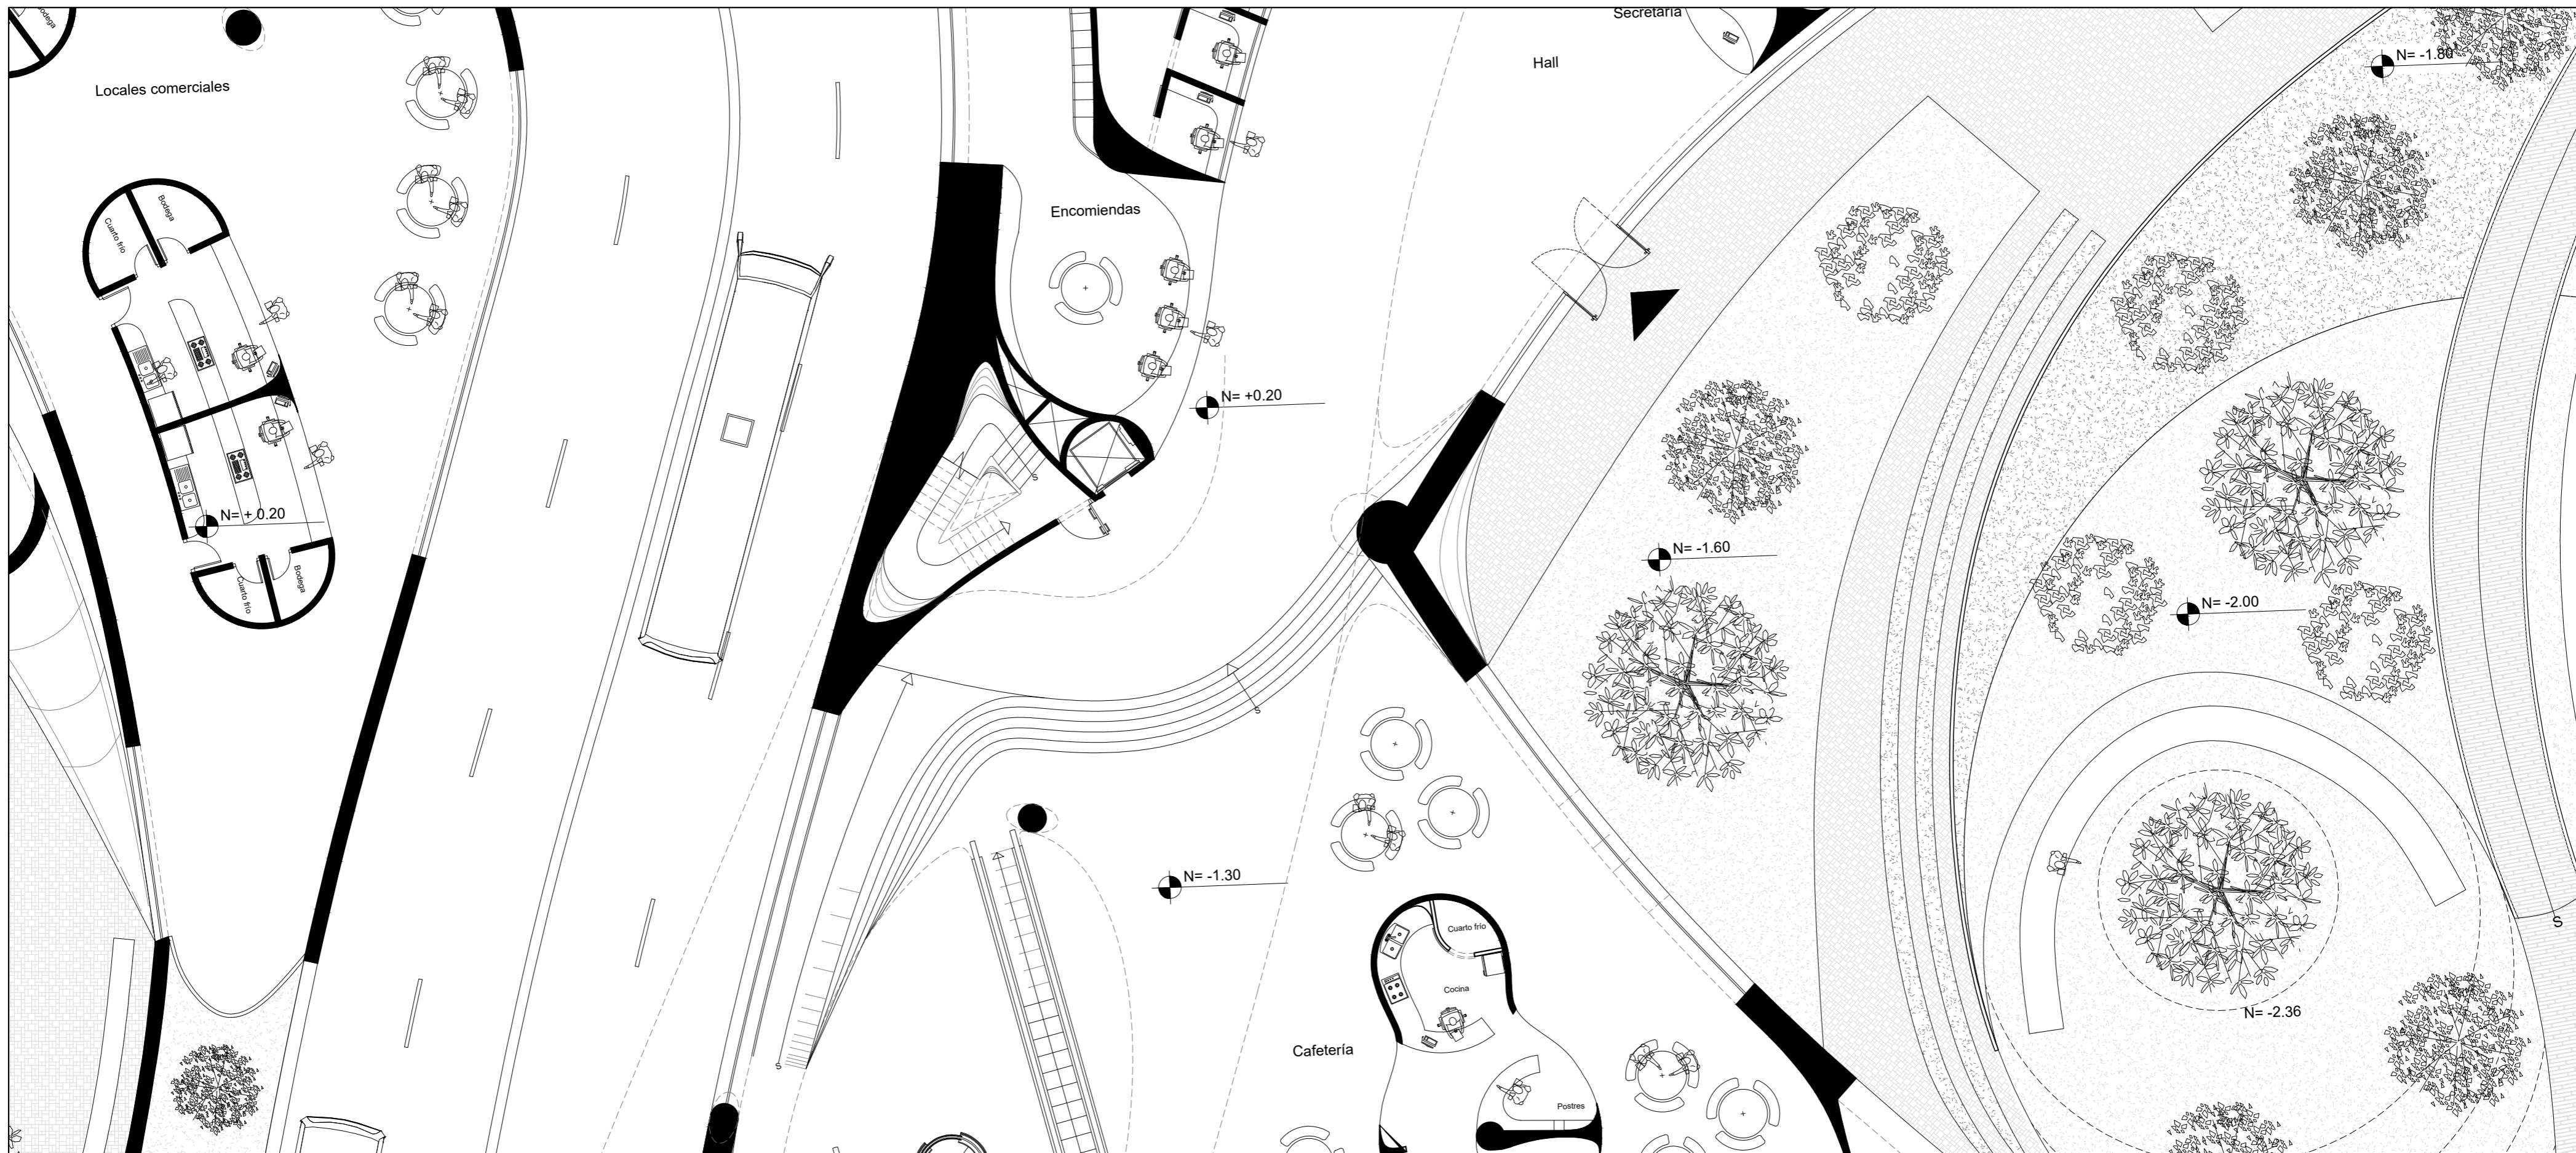 Bodega
Secretaría
Hall
N= -1.80
Locales comerciales
Bodega
Cuarto frío
Encomiendas
N= +0.20
S
N= + 0.20
N= -1.60
Cuarto frío
Bodega
N= -2.00
S
N= -1.30
S
Cuarto frío
Cocina
N= -2.36
Cafetería
S
Postres